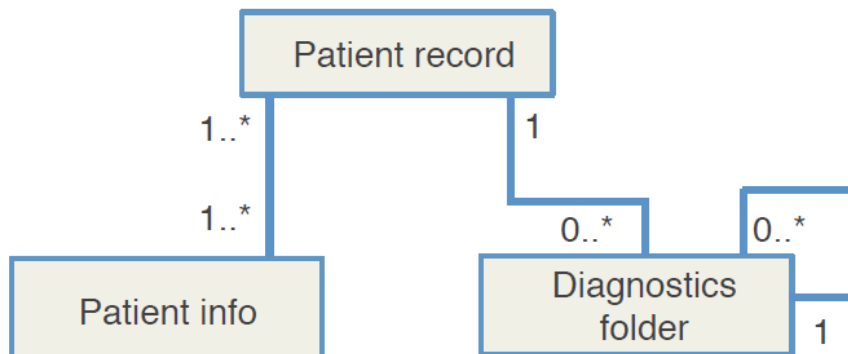 Patient record
1..*
1
1..*
0..*
0..*
Patient info
Diagnostics
folder
1